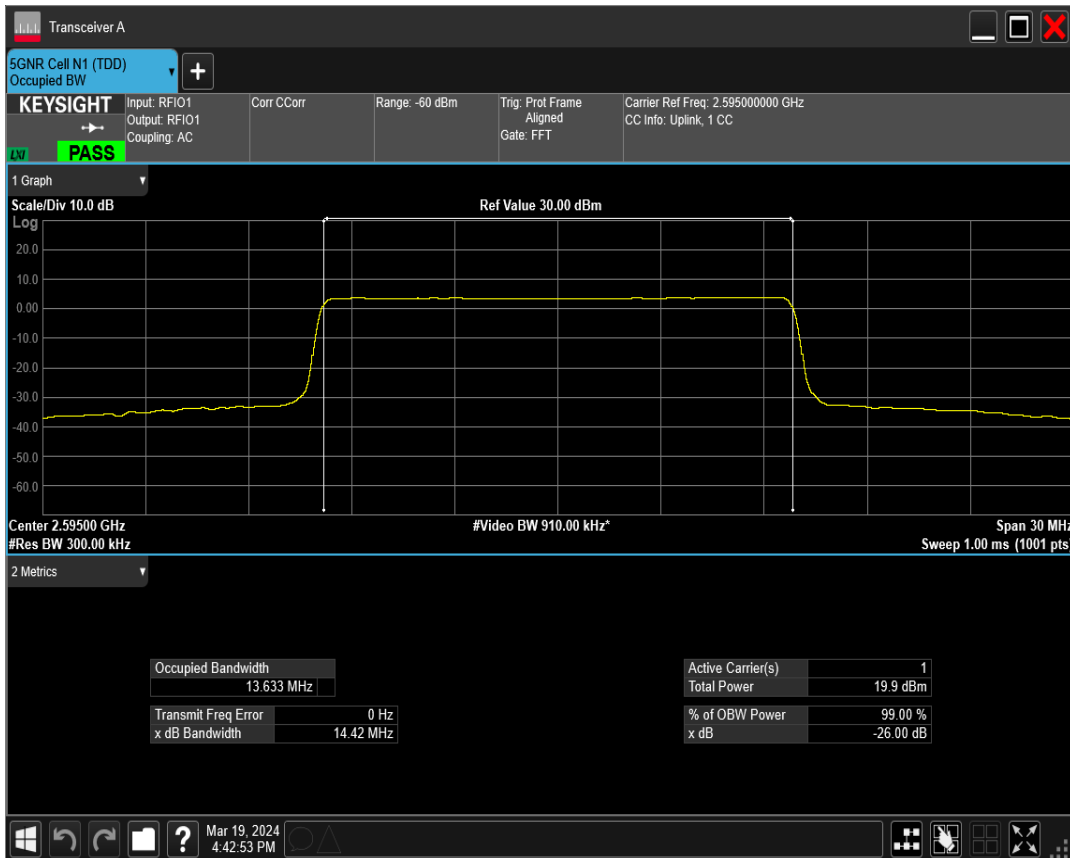 Transceiver A
5GNR Cell N1 (TDD)
Occupied BW
KEYSIGHT
LXI
PASS
Input: RFIO1
Output: RFIO1
Coupling: AC
Corr CCorr
Range: -60 dBm
Trig: Prot Frame
Aligned
Gate: FFT
Carrier Ref Freq: 2.595000000 GHz
CC Info: Uplink, 1 CC
1 Graph
Scale/Div 10.0 dB
Ref Value 30.00 dBm
Log
20.0
10.0
0.00
-10.0
-20.0
-30.0
-40.0
-50.0
-60.0
Center 2.59500 GHz
#Video BW 910.00 kHz*
Span 30 MHz
#Res BW 300.00 kHz
Sweep 1.00 ms (1001 pts)
2 Metrics
Occupied Bandwidth
13.633 MHz
Transmit Freq Error 0 Hz
x dB Bandwidth 14.42 MHz
Active Carrier(s) 1
Total Power 19.9 dBm
% of OBW Power 99.00 %
x dB -26.00 dB
?
Mar 19, 2024
4:42:53 PM